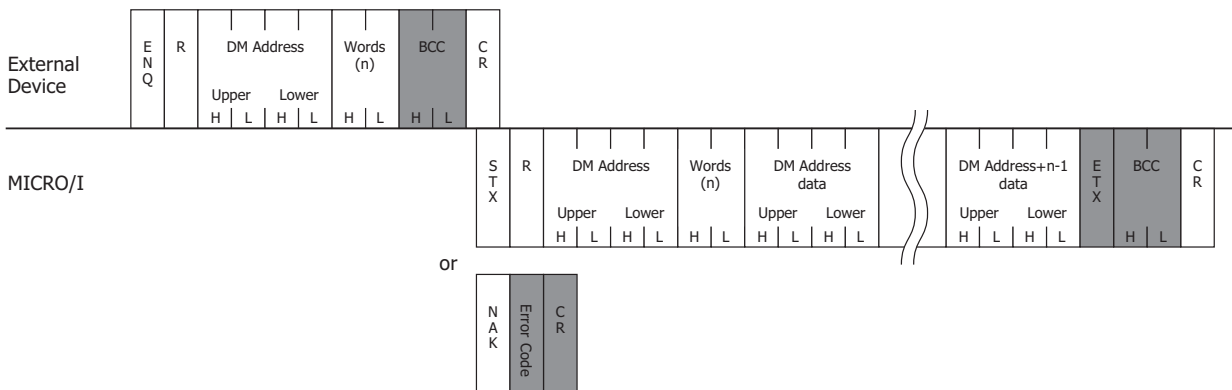 External
Device
E
N
Q
R
DM Address
Upper Lower
H L H L
Words
(n)
H L
BCC
H L
C
R
MICRO/I
S
T
X
R
DM Address
Upper Lower
H L H L
Words
(n)
H L
DM Address
data
Upper Lower
H L H L
DM Address+n-1
data
Upper Lower
H L H L
E
T
X
BCC
H L
C
R
or
N
A
K
Error Code
C
R